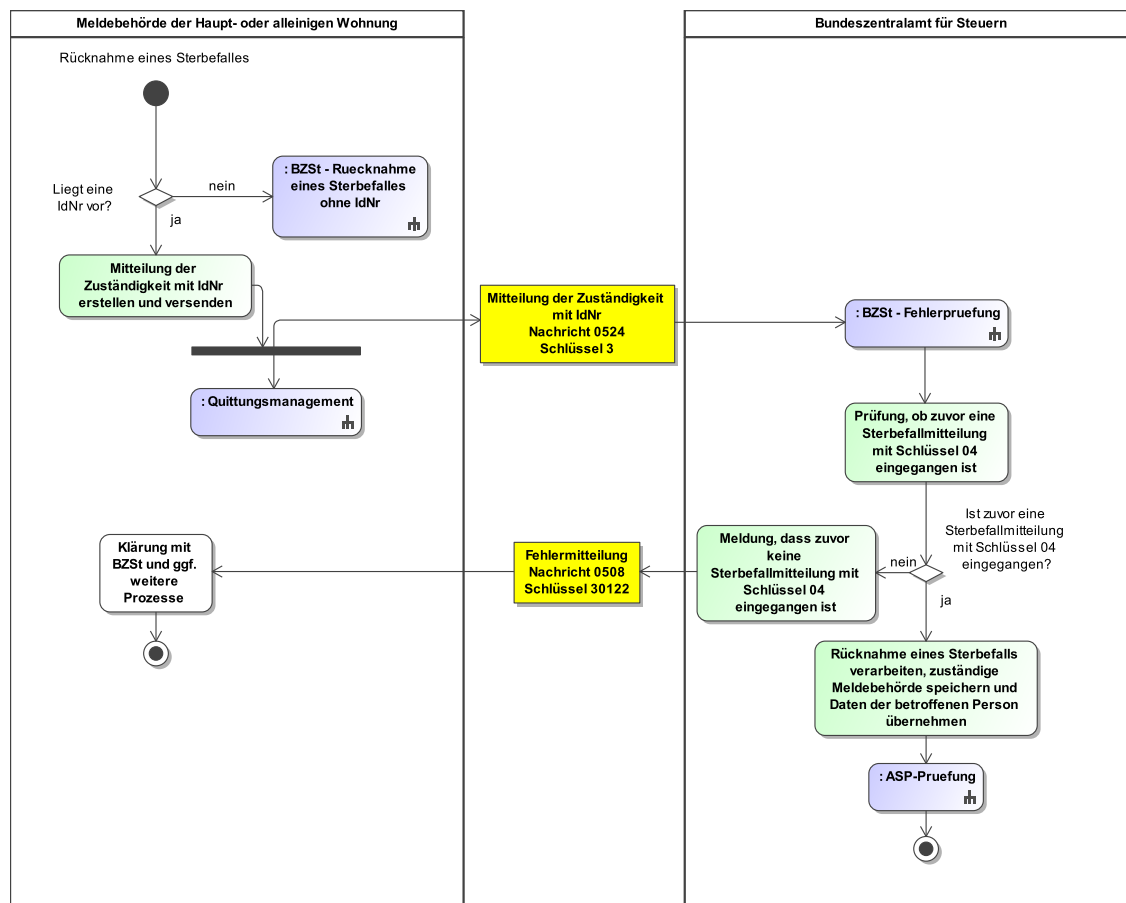 Meldebehörde der Haupt- oder alleinigen Wohnung
Bundeszentralamt für Steuern
Rücknahme eines Sterbefalles
Liegt eine
IdNr vor?
nein
ja
: BZSt - Ruecknahme
eines Sterbefalles
ohne IdNr
Mitteilung der
Zuständigkeit mit IdNr
erstellen und versenden
: Quittungsmanagement
Mitteilung der Zuständigkeit
mit IdNr
Nachricht 0524
Schlüssel 3
: BZSt - Fehlerpruefung
Prüfung, ob zuvor eine
Sterbefallmitteilung
mit Schlüssel 04
eingegangen ist
Ist zuvor eine
Sterbefallmitteilung
mit Schlüssel 04
eingegangen?
nein
ja
Meldung, dass zuvor
keine
Sterbefallmitteilung mit
Schlüssel 04
eingegangen ist
Fehlermitteilung
Nachricht 0508
Schlüssel 30122
Klärung mit
BZSt und ggf.
weitere
Prozesse
Rücknahme eines Sterbefalls
verarbeiten, zuständige
Meldebehörde speichern und
Daten der betroffenen Person
übernehmen
: ASP-Pruefung